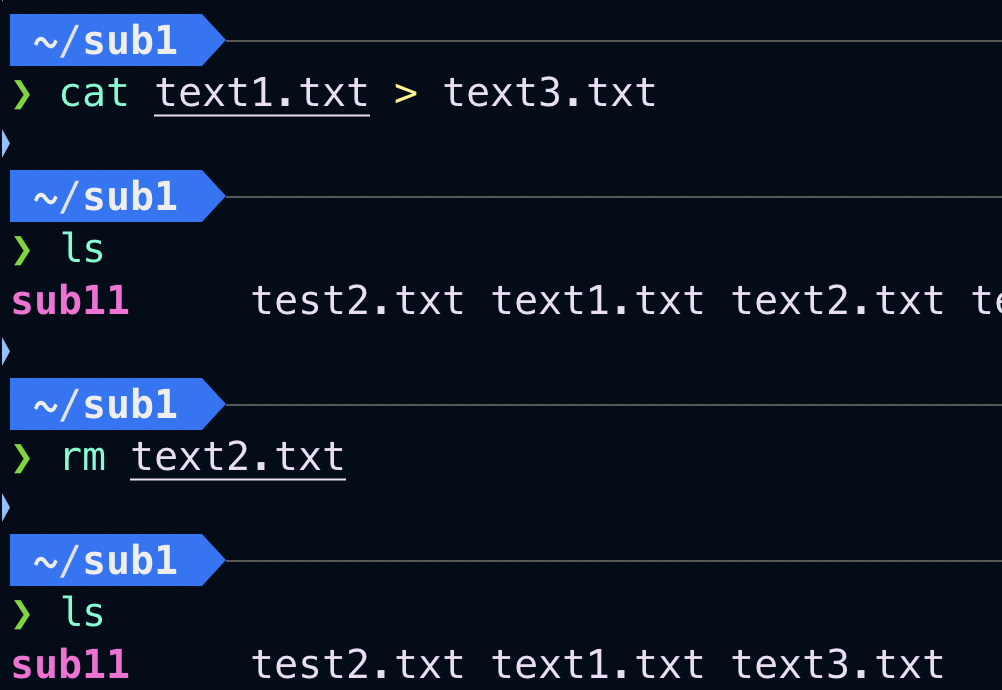 ~/sub1
❯ cat text1.txt > text3.txt
~/sub1
❯ ls
sub11 test2.txt text1.txt text2.txt
~/sub1
❯ rm text2.txt
~/sub1
❯ ls
sub11 test2.txt text1.txt text3.txt